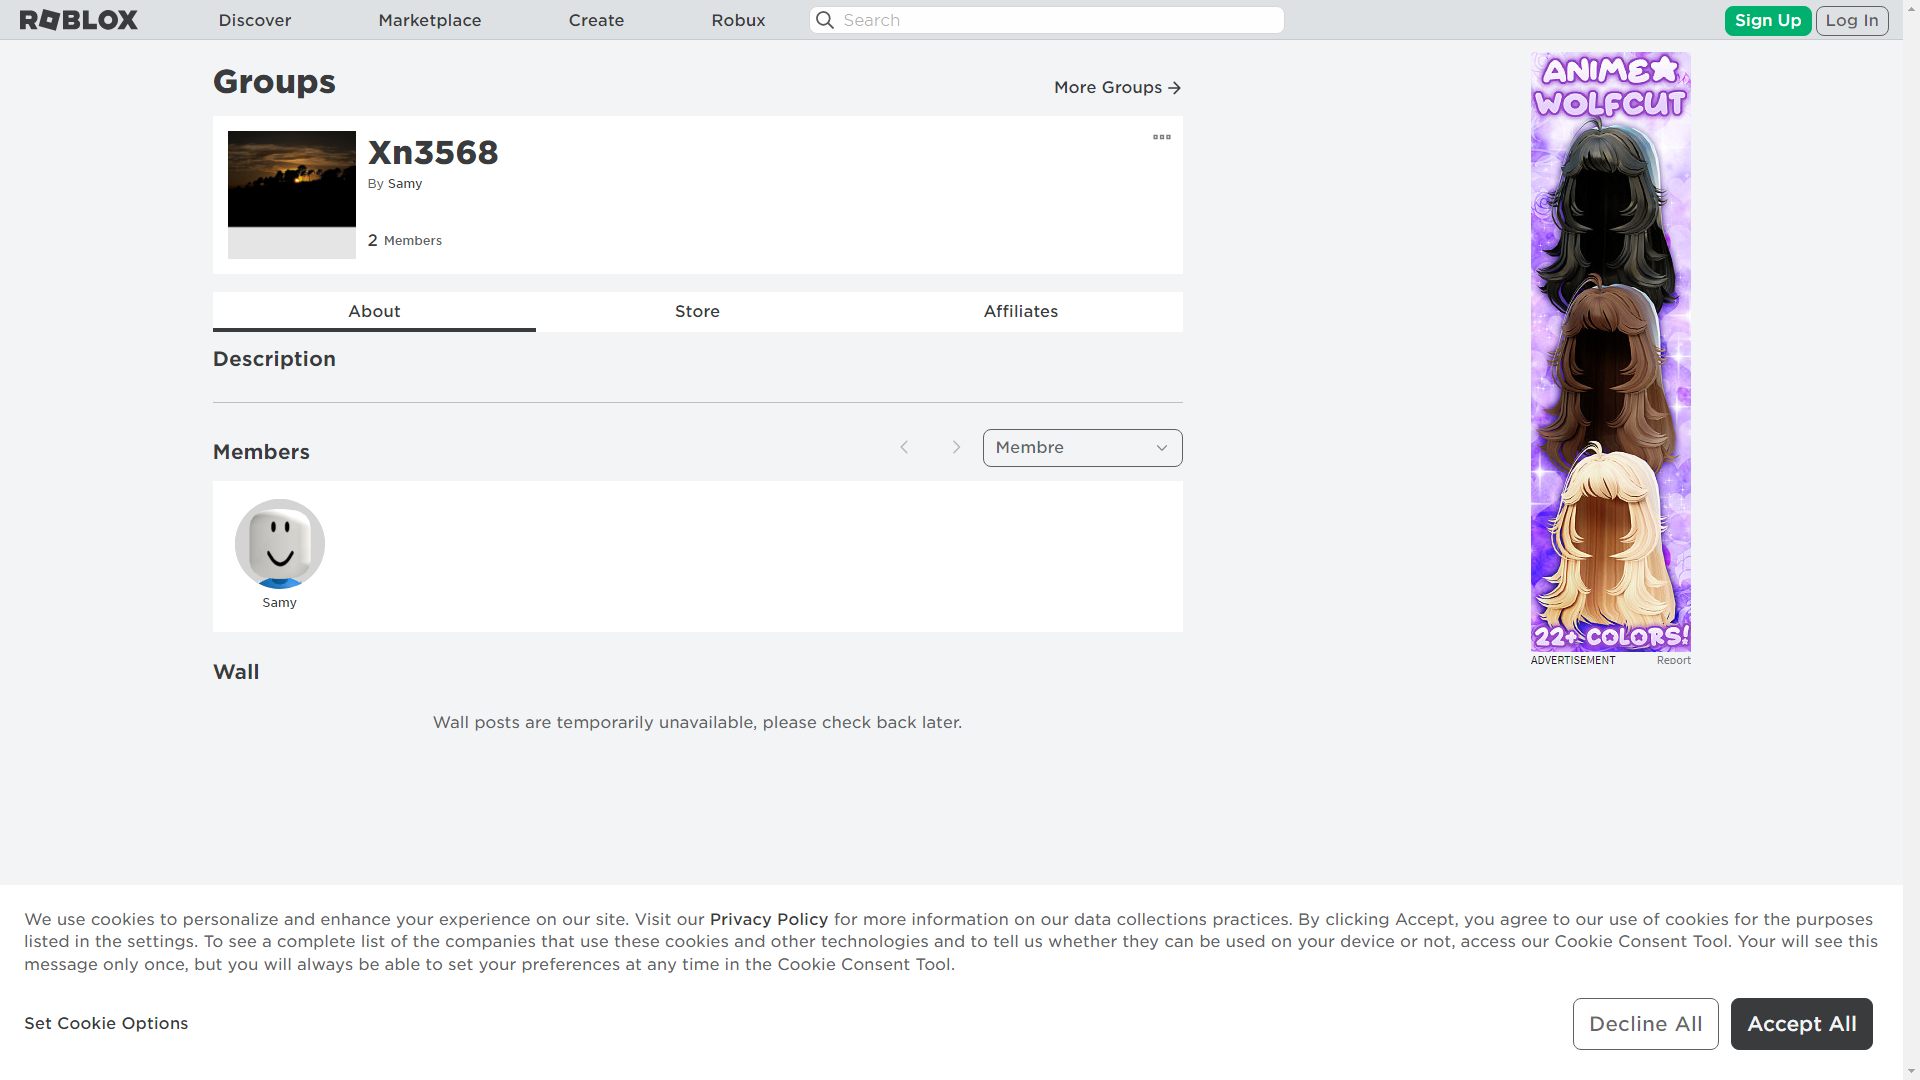 ROBLOX
Discover
Marketplace
Create
Robux
Search
Sign Up
Log In
Groups
More Groups
Xn3568
By Samy
2 Members
About
Store
Affiliates
Description
Members
Membre
Samy
Wall
Wall posts are temporarily unavailable, please check back later.
ANIME
WOLFCUT
22+ COLORS!
ADVERTISEMENT
Report
We use cookies to personalize and enhance your experience on our site. Visit our Privacy Policy for more information on our data collections practices. By clicking Accept, you agree to our use of cookies for the purposes
listed in the settings. To see a complete list of the companies that use these cookies and other technologies and to tell us whether they can be used on your device or not, access our Cookie Consent Tool. Your will see this
message only once, but you will always be able to set your preferences at any time in the Cookie Consent Tool.
Set Cookie Options
Decline All
Accept All